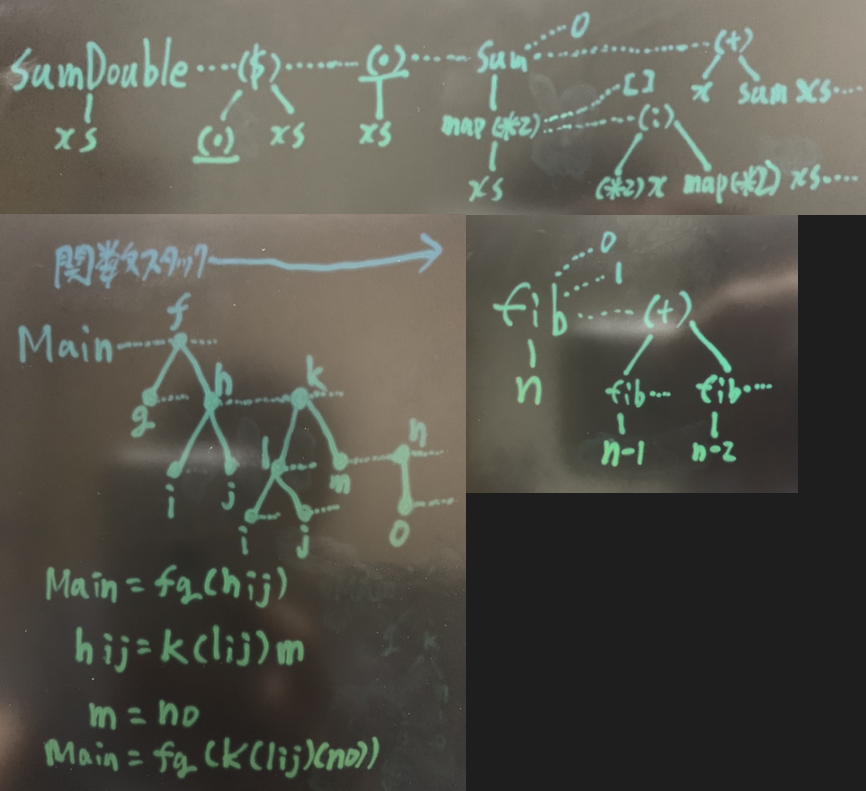 0
SumDouble ($) (.) Sum (+)
x sum xs
[]
map (*2) (:)
xs (.) xs xs
xs (*2) x map (*2) xs
関数スタック
f
Main
h k
g
n
l m
i j
i j o
Main = f g (h i j)
h i j = k (l i j) m
m = n o
Main = f g (k (l i j) (n o))
0
1
fib (+)
n fib fib
n-1 n-2